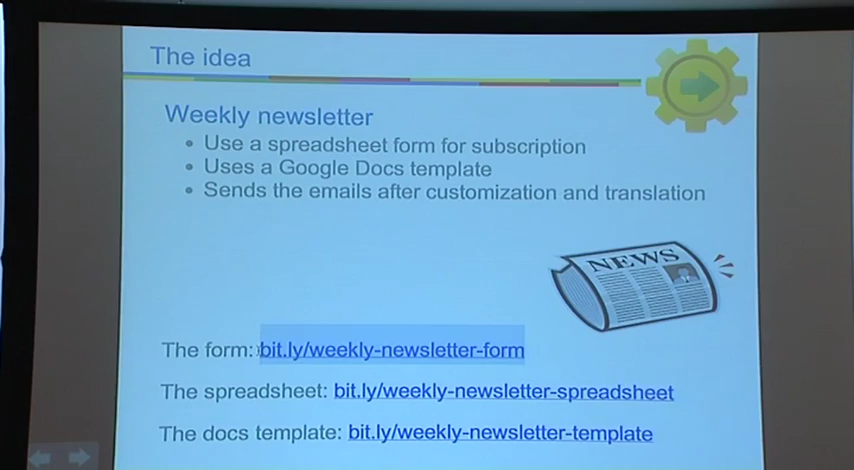 The idea
Weekly newsletter
• Use a spreadsheet form for subscription
• Uses a Google Docs template
• Sends the emails after customization and translation
NEWS
The form: bit.ly/weekly-newsletter-form
The spreadsheet: bit.ly/weekly-newsletter-spreadsheet
The docs template: bit.ly/weekly-newsletter-template